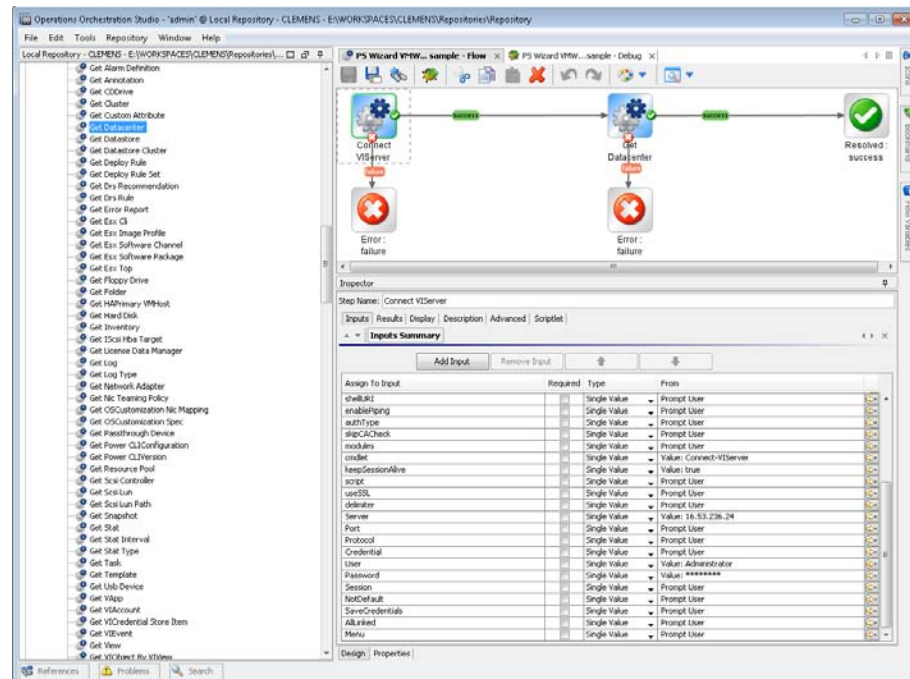 Operations Orchestration Studio - 'admin' @ Local Repository - CLEMENS - E:\WORKSPACES\CLEMENS\Repositories\Repository
File Edit Tools Repository Window Help
Local Repository - CLEMENS - E:\WORKSPACES\CLEMENS\Repositories\...
Get Alarm Definition
Get Annotation
Get CDDrive
Get Cluster
Get Custom Attribute
Get Datacenter
Get Datastore
Get Datastore Cluster
Get Deploy Rule
Get Deploy Rule Set
Get Drs Recommendation
Get Drs Rule
Get Error Report
Get Esx Cli
Get Esx Image Profile
Get Esx Software Channel
Get Esx Software Package
Get Esx Top
Get Floppy Drive
Get Folder
Get HAPrimary VMHost
Get Hard Disk
Get Inventory
Get IScsi Hba Target
Get License Data Manager
Get Log
Get Log Type
Get Network Adapter
Get Nic Teaming Policy
Get OSCustomization Nic Mapping
Get OSCustomization Spec
Get Passthrough Device
Get Power CLIConfiguration
Get Power CLIVersion
Get Resource Pool
Get Scsi Controller
Get Scsi Lun
Get Scsi Lun Path
Get Snapshot
Get Stat
Get Stat Interval
Get Stat Type
Get Task
Get Template
Get Usb Device
Get VApp
Get VIAccount
Get VICredential Store Item
Get VIEvent
Get View
Get VIObject By VIView
References Problems Search
PS Wizard VMW... sample - Flow
PS Wizard VMW...sample - Debug
Connect VIServer
success
Get Datacenter
success
Resolved : success
failure
failure
Error : failure
Error : failure
Icons
Bookmarks
Flow Variables
Inspector
Step Name: Connect VIServer
Inputs Results Display Description Advanced Scriptlet
Inputs Summary
Add Input Remove Input
Assign To Input Required Type From
shellURI Single Value Prompt User
enablePiping Single Value Prompt User
authType Single Value Prompt User
skipCACheck Single Value Prompt User
modules Single Value Prompt User
cmdlet Single Value Value: Connect-VIServer
keepSessionAlive Single Value Value: true
script Single Value Prompt User
useSSL Single Value Prompt User
delimiter Single Value Prompt User
Server Single Value Value: 16.53.236.24
Port Single Value Prompt User
Protocol Single Value Prompt User
Credential Single Value Prompt User
User Single Value Value: Administrator
Password Single Value Value: ********
Session Single Value Prompt User
NotDefault Single Value Prompt User
SaveCredentials Single Value Prompt User
AllLinked Single Value Prompt User
Menu Single Value Prompt User
Design Properties